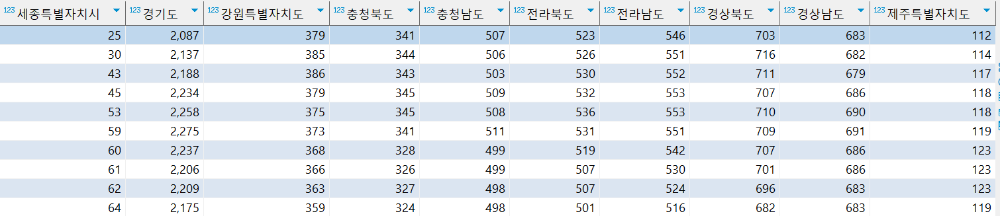 123 세종특별자치시 123 경기도 123 강원특별자치도 123 충청북도 123 충청남도 123 전라북도 123 전라남도 123 경상북도 123 경상남도 123 제주특별자치도
25 2,087 379 341 507 523 546 703 683 112
30 2,137 385 344 506 526 551 716 682 114
43 2,188 386 343 503 530 552 711 679 117
45 2,234 379 345 509 532 553 707 686 118
53 2,258 375 345 508 536 553 710 690 118
59 2,275 373 341 511 531 551 709 691 119
60 2,237 368 328 499 519 542 707 686 123
61 2,206 366 326 499 507 530 701 686 123
62 2,209 363 327 498 507 524 696 683 123
64 2,175 359 324 498 501 516 682 683 119